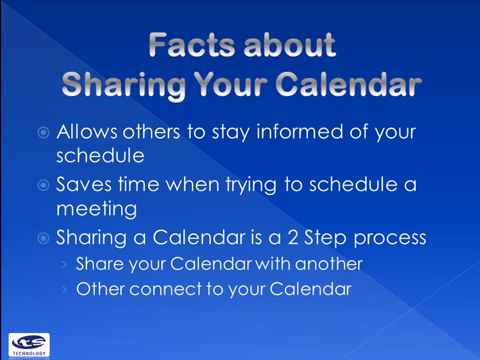 Facts about
Sharing Your Calendar
Allows others to stay informed of your
schedule
Saves time when trying to schedule a
meeting
Sharing a Calendar is a 2 Step process
Share your Calendar with another
Other connect to your Calendar
TECHNOLOGY